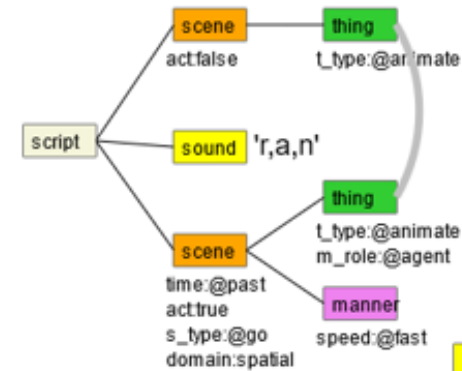 scene
thing
act:false
t_type:@animate
script
sound 'r,a,n'
thing
t_type:@animate
m_role:@agent
scene
time:@past
act:true
s_type:@go
domain:spatial
manner
speed:@fast